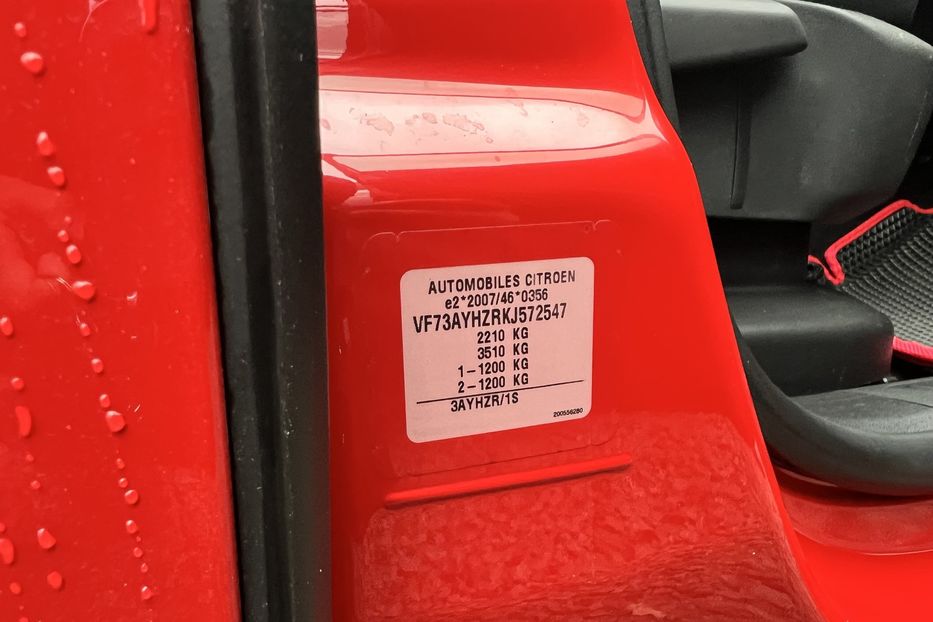 AUTOMOBILES CITROEN
e2*2007/46*0356
VF73AYHZRKJ572547
2210 KG
3510 KG
1-1200 KG
2-1200 KG
3AYHZR/1S
200556280